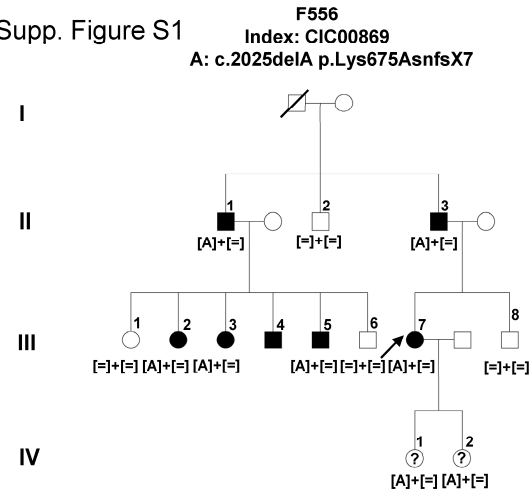 Supp. Figure S1
F556
Index: CIC00869
A: c.2025delA p.Lys675AsnfsX7
I
II
1
2
3
[A]+[=]
[=]+[=]
[A]+[=]
III
1
2
3
4
5
6
7
8
[=]+[=] [A]+[=] [A]+[=]
[A]+[=] [=]+[=] [A]+[=]
[=]+[=]
IV
1
2
? ?
[A]+[=] [A]+[=]